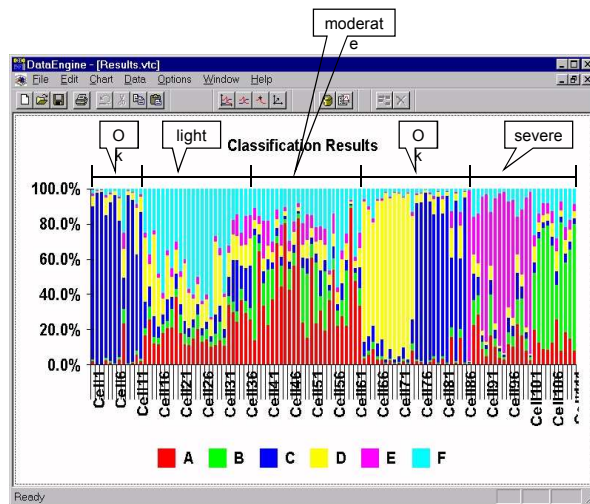 moderat
e
DataEngine - [Results.vtc]
File Edit Chart Data Options Window Help
O
k
light
O
k
severe
Classification Results
100.0%
80.0%
60.0%
40.0%
20.0%
0.0%
Cell1 Cell6 Cell11 Cell16 Cell21 Cell26 Cell31 Cell36 Cell41 Cell46 Cell51 Cell56 Cell61 Cell66 Cell71 Cell76 Cell81 Cell86 Cell91 Cell96 Cell101 Cell106
A B C D E F
Ready